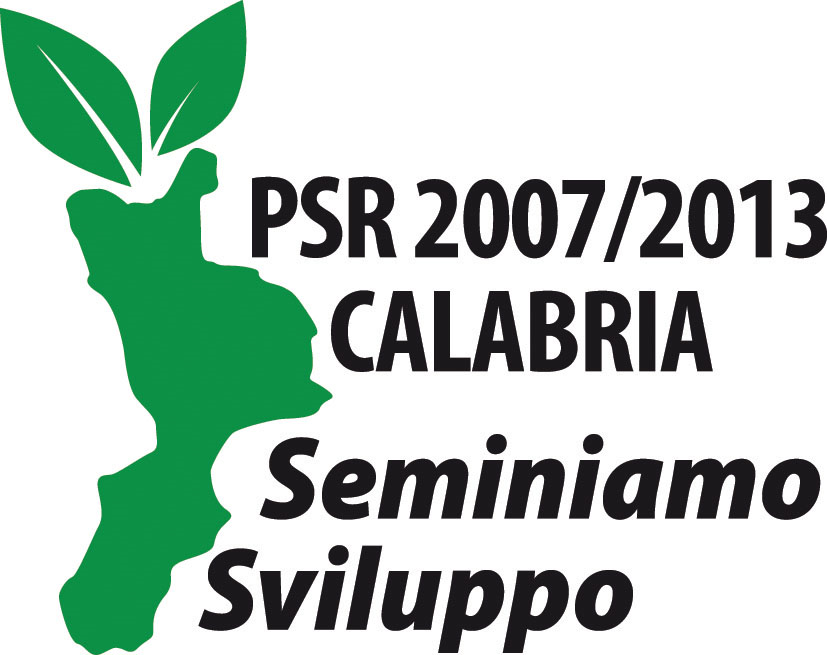 PSR 2007/2013
CALABRIA
Seminiamo
Sviluppo